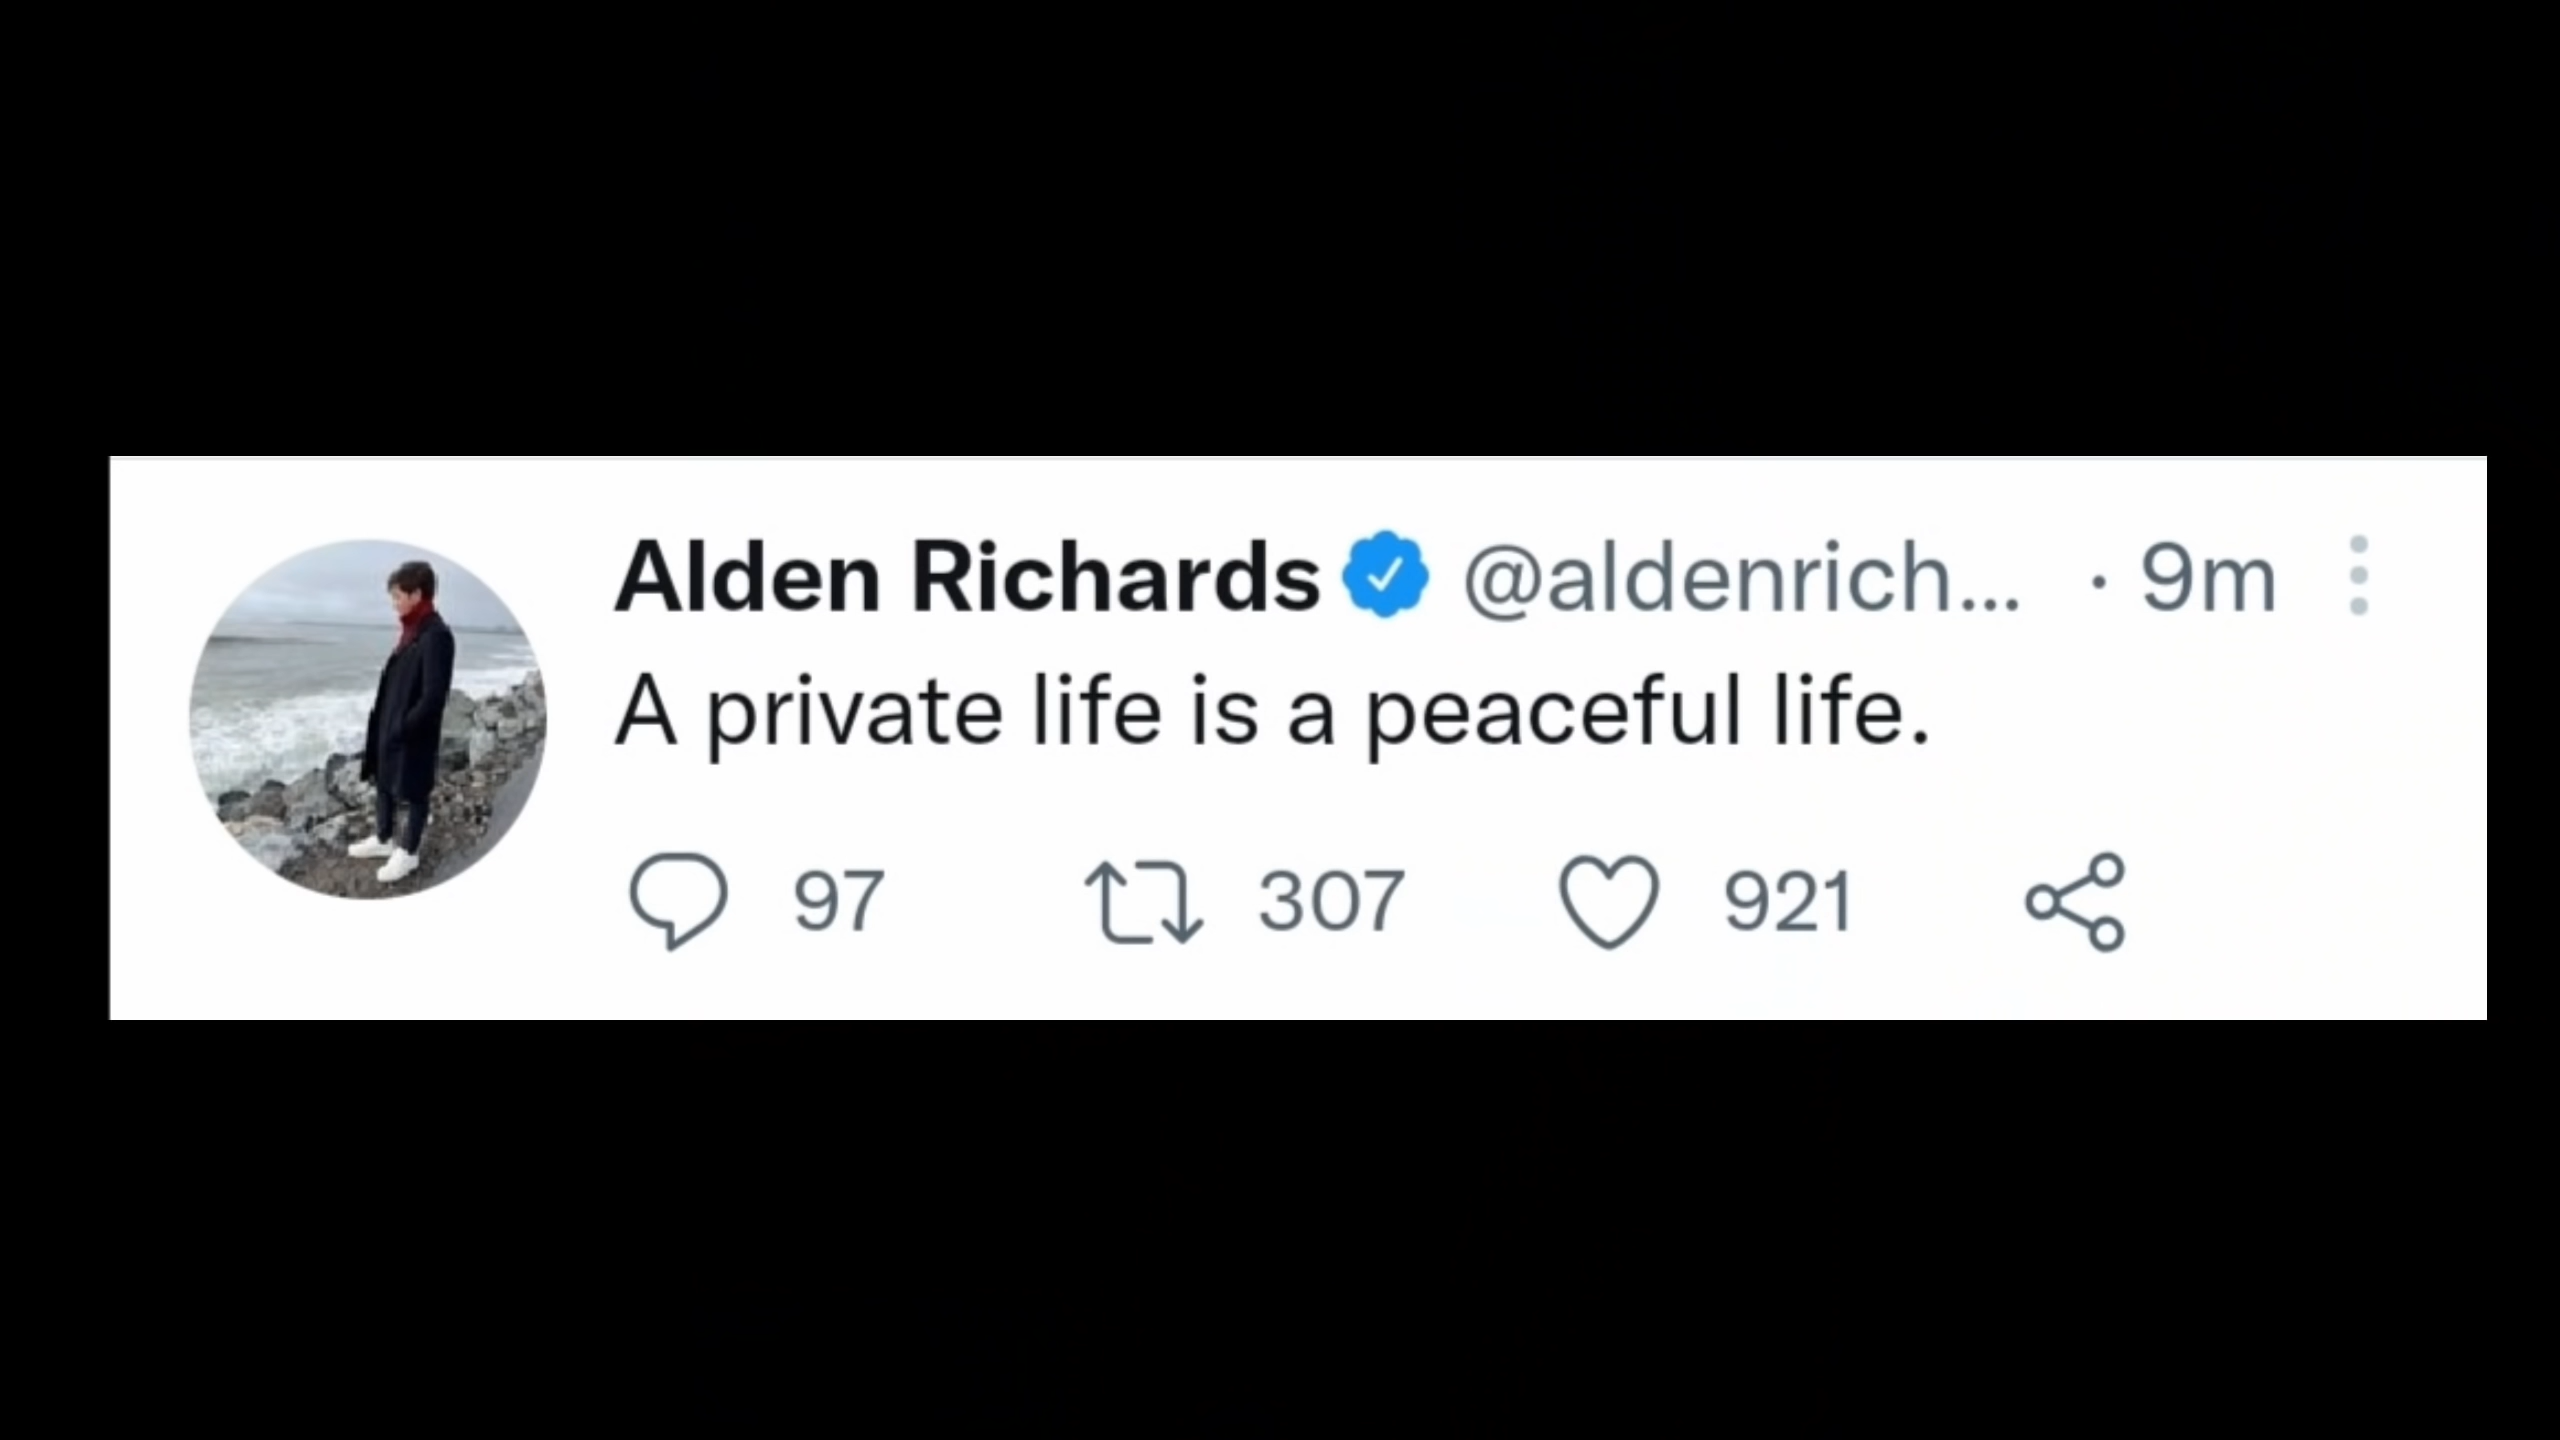 Alden Richards @aldenrich... · 9m
A private life is a peaceful life.
97 307 921